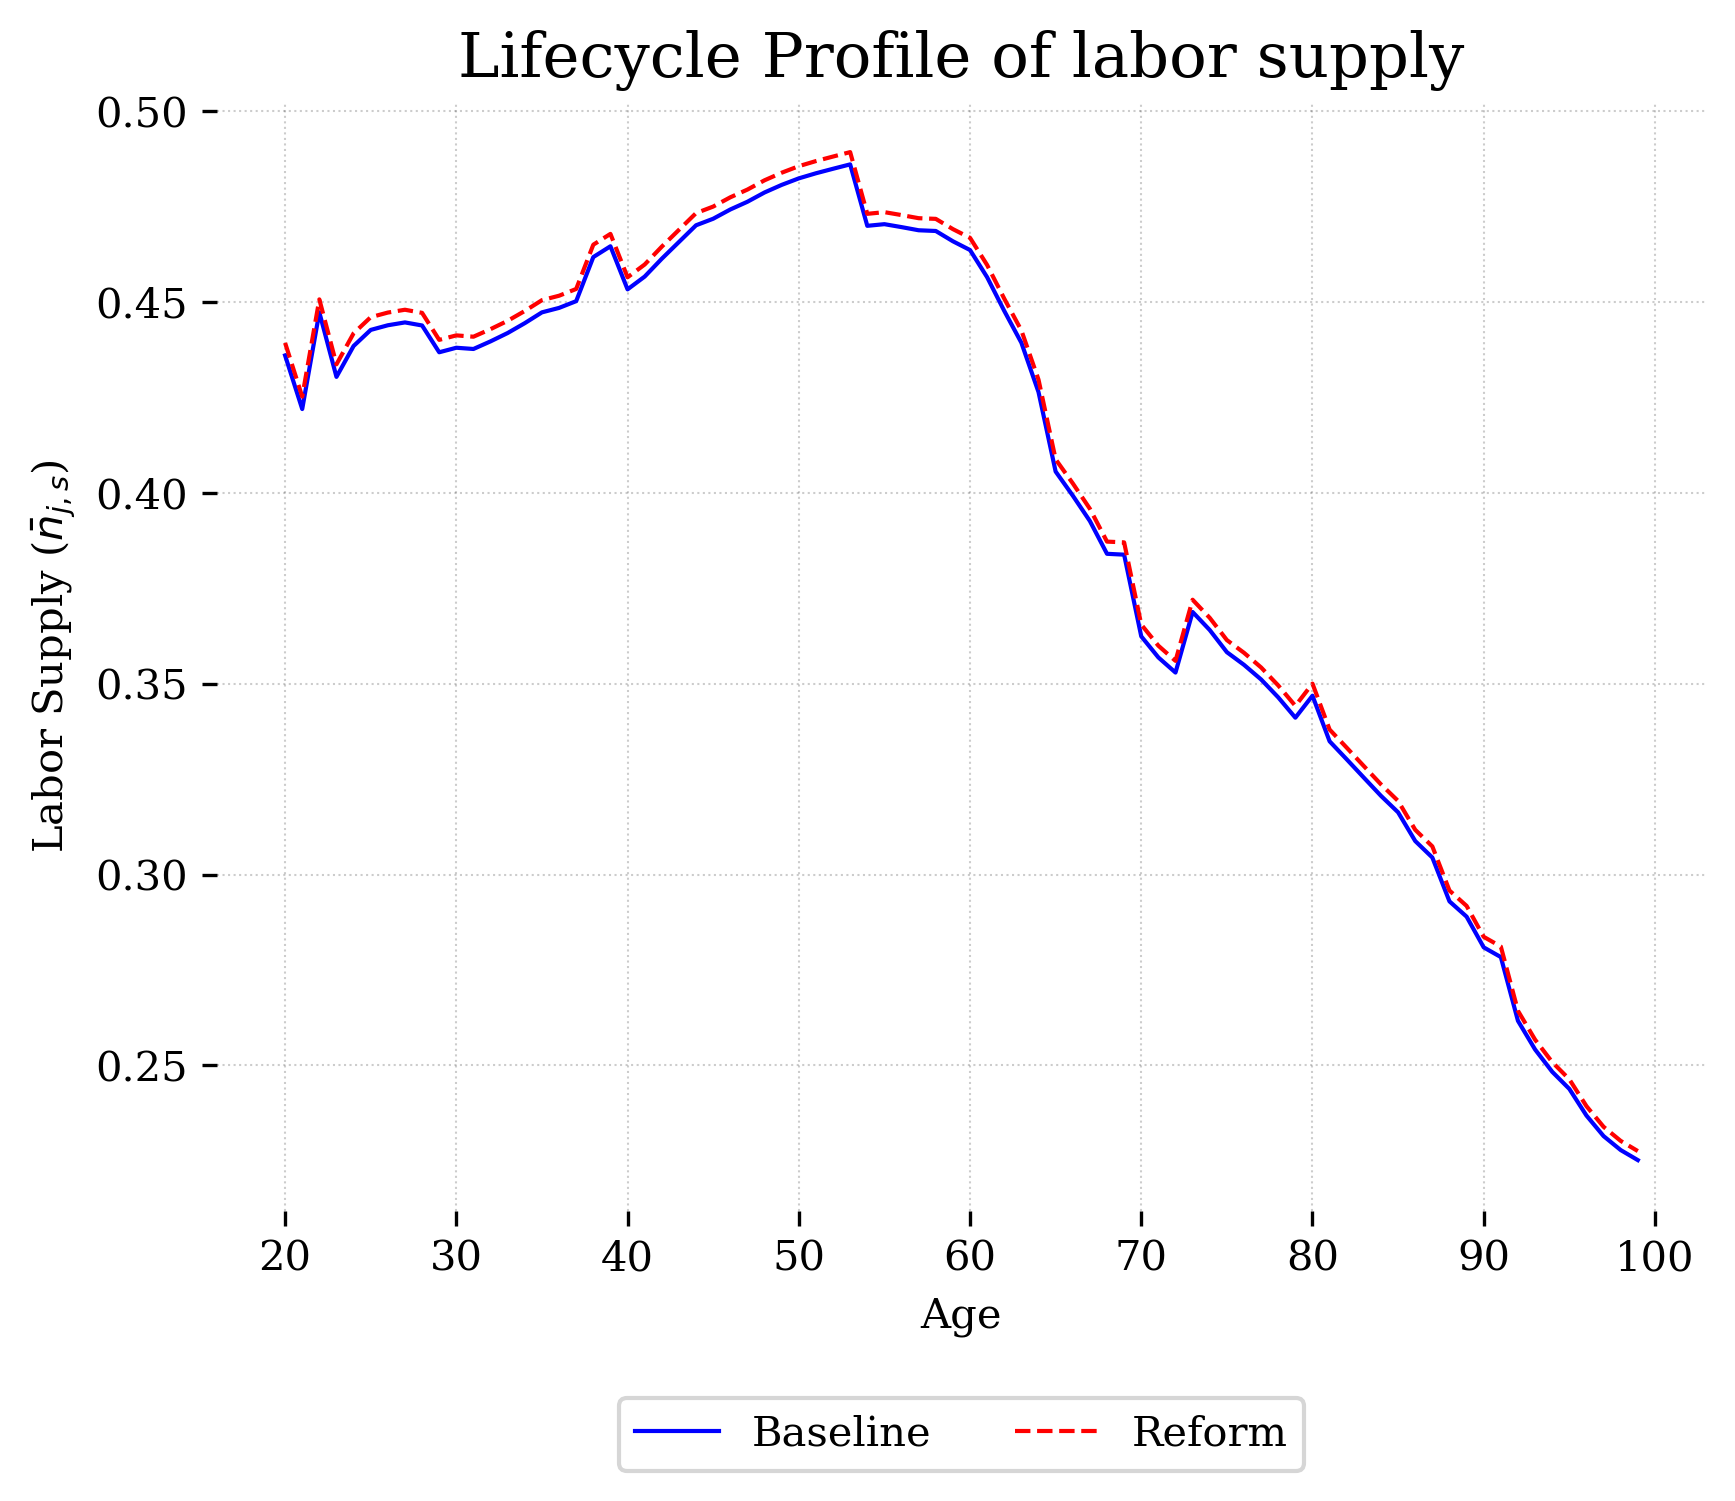 Lifecycle Profile of labor supply
Labor Supply ($\bar{n}_{j,s}$)
0.50
0.45
0.40
0.35
0.30
0.25
20 30 40 50 60 70 80 90 100
Age
Baseline Reform